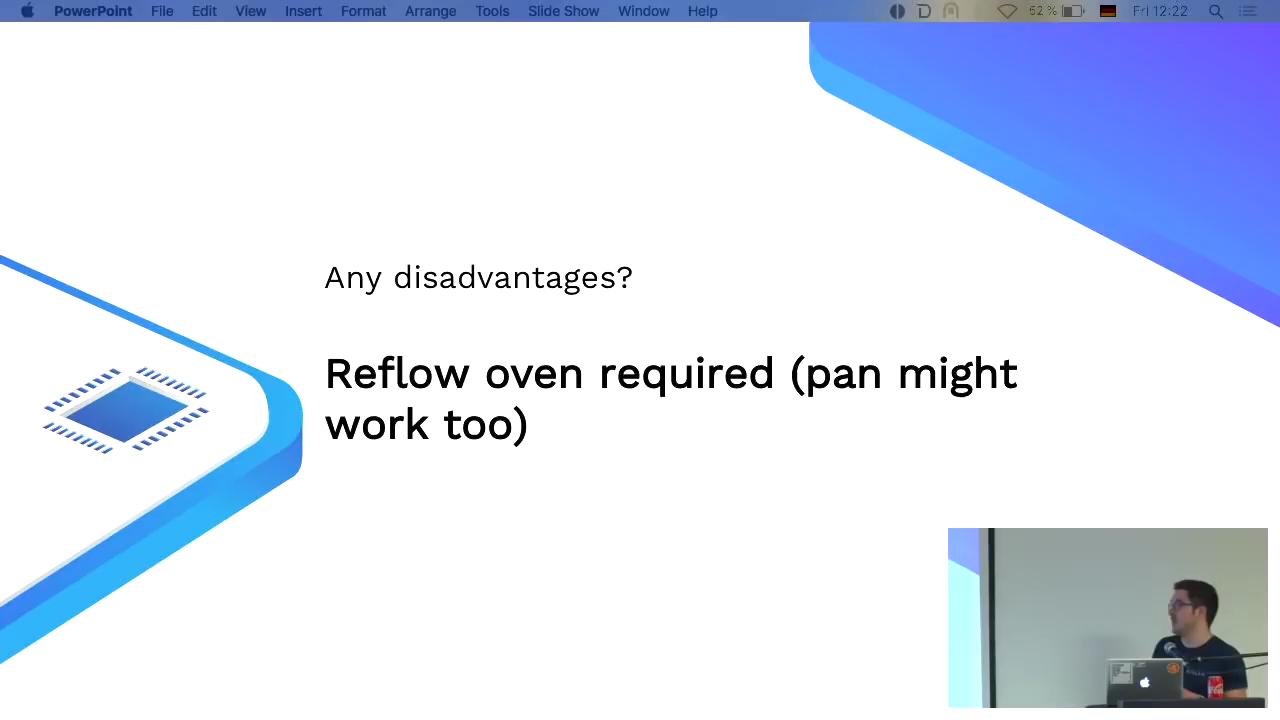 PowerPoint File Edit View Insert Format Arrange Tools Slide Show Window Help 52 % Fri 12:22
Any disadvantages?
Reflow oven required (pan might
work too)